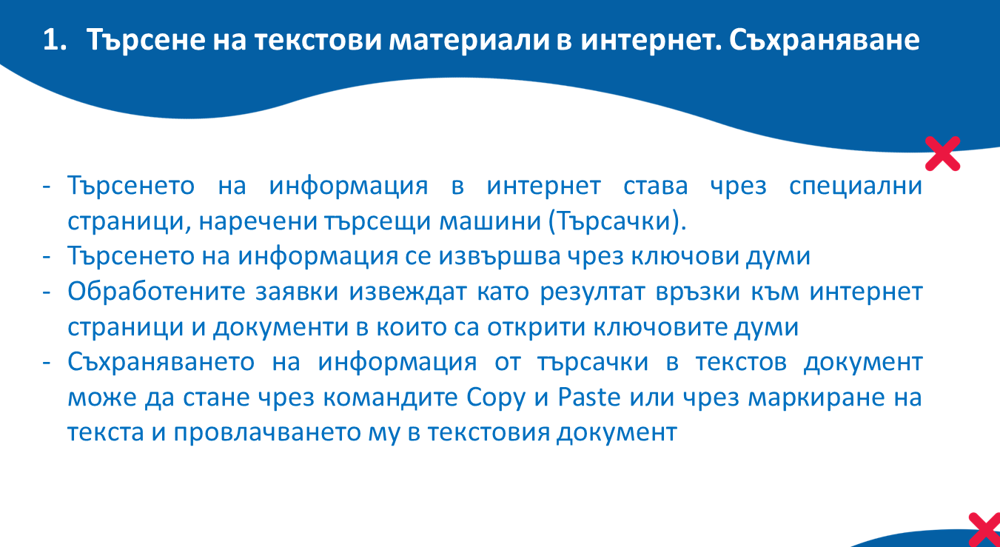 1. Търсене на текстови материали в интернет. Съхраняване
- Търсенето на информация в интернет става чрез специални
страници, наречени търсещи машини (Търсачки).
- Търсенето на информация се извършва чрез ключови думи
- Обработените заявки извеждат като резултат връзки към интернет
страници и документи в които са открити ключовите думи
- Съхраняването на информация от търсачки в текстов документ
може да стане чрез командите Copy и Paste или чрез маркиране на
текста и провлачването му в текстовия документ